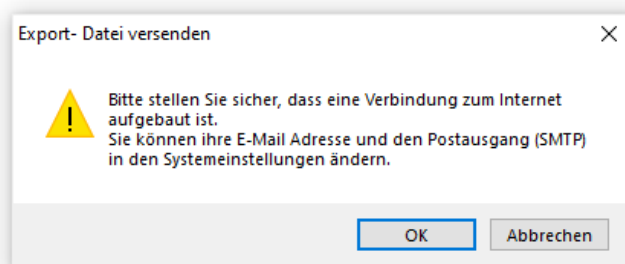 Export- Datei versenden
Bitte stellen Sie sicher, dass eine Verbindung zum Internet
aufgebaut ist.
Sie können ihre E-Mail Adresse und den Postausgang (SMTP)
in den Systemeinstellungen ändern.
OK
Abbrechen